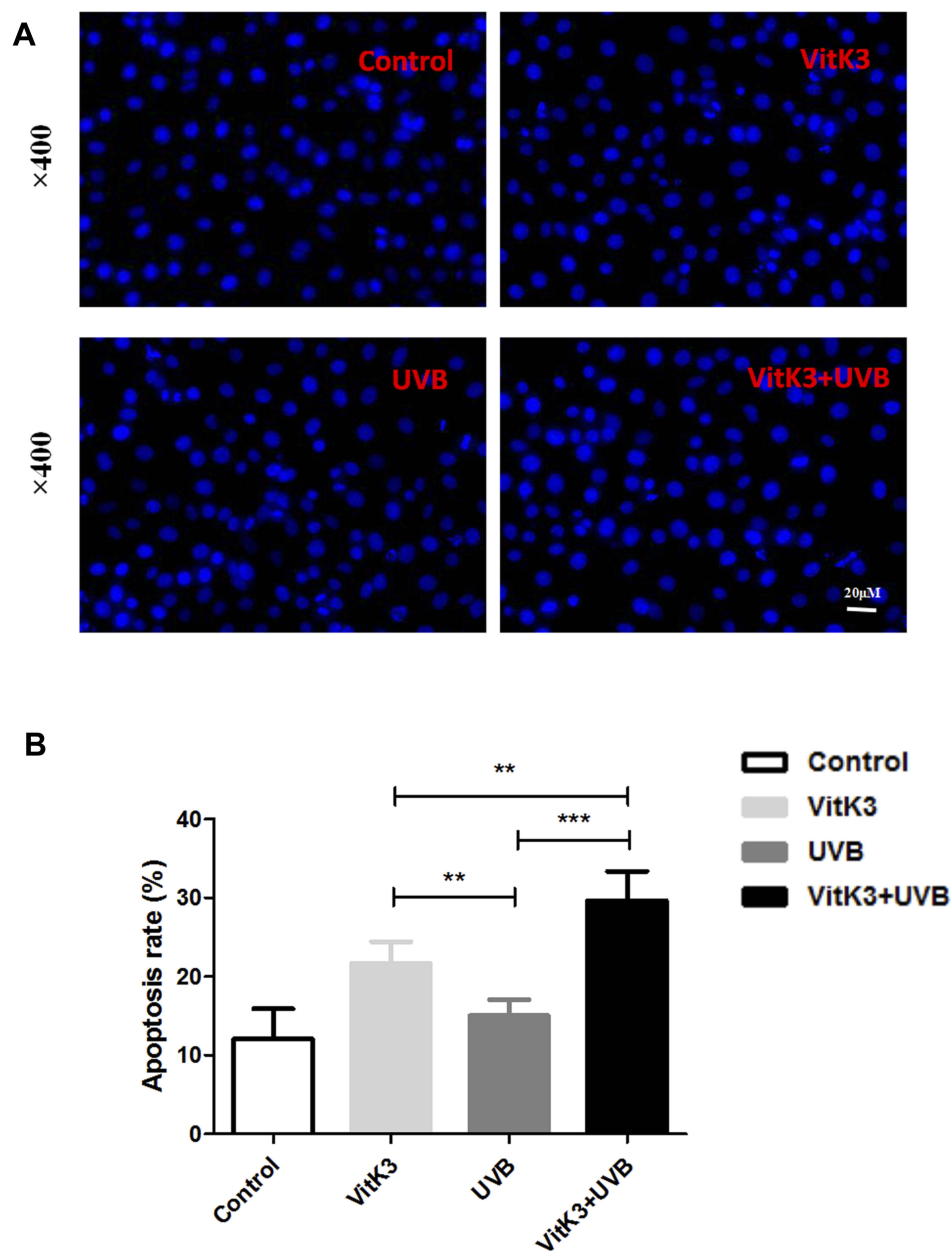 A
Control
VitK3
×400
UVB
VitK3+UVB
×400
20μM
B
Apoptosis rate (%)
40
30
20
10
0
**
***
**
Control
VitK3
UVB
VitK3+UVB
Control
VitK3
UVB
VitK3+UVB